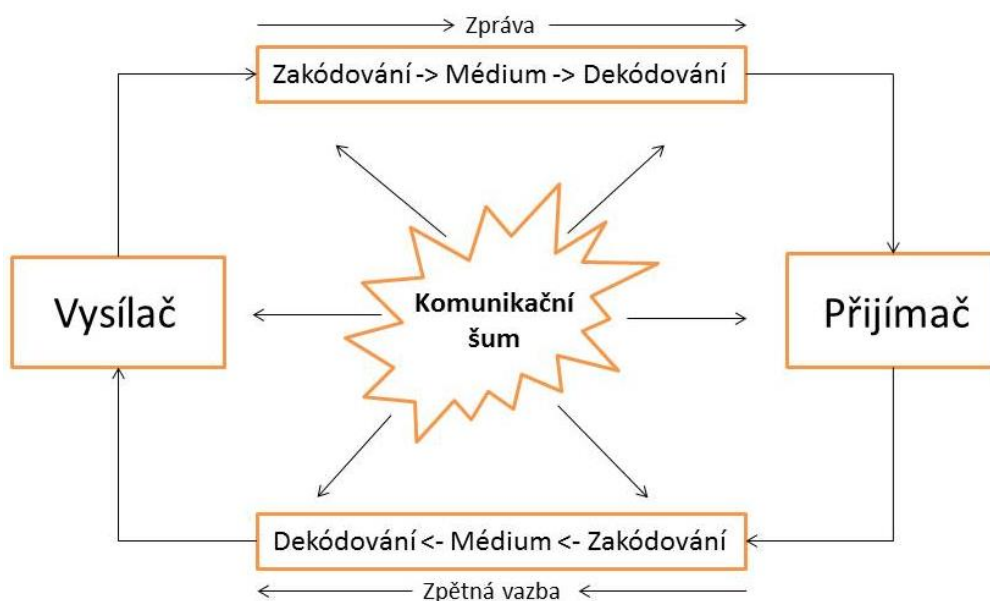 Zpráva
Zakódování -> Médium -> Dekódování
Vysílač
Komunikační
šum
Přijímač
Dekódování <- Médium <- Zakódování
Zpětná vazba